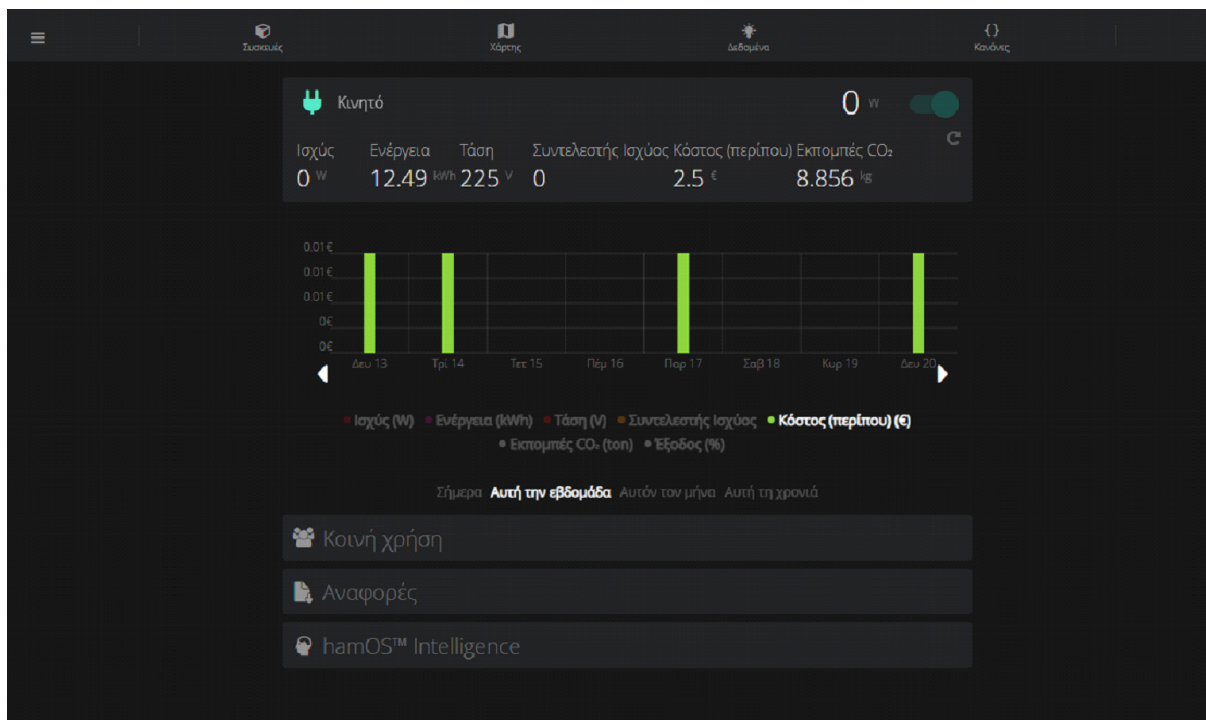 Συσκευές Χάρτης Δεδομένα {} Κανόνες
Κινητό 0 W
Ισχύς Ενέργεια Τάση Συντελεστής Ισχύος Κόστος (περίπου) Εκπομπές CO₂
0 W 12.49 kWh 225 V 0 2.5 € 8.856 kg
0.01€
0.01€
0.01€
0€
0€
Δευ 13 Τρί 14 Τετ 15 Πέμ 16 Παρ 17 Σαβ 18 Κυρ 19 Δευ 20
Ισχύς (W) Ενέργεια (kWh) Τάση (V) Συντελεστής Ισχύος Κόστος (περίπου) (€)
Εκπομπές CO₂ (ton) Έξοδος (%)
Σήμερα Αυτή την εβδομάδα Αυτόν τον μήνα Αυτή τη χρονιά
Κοινή χρήση
Αναφορές
hamOS™ Intelligence